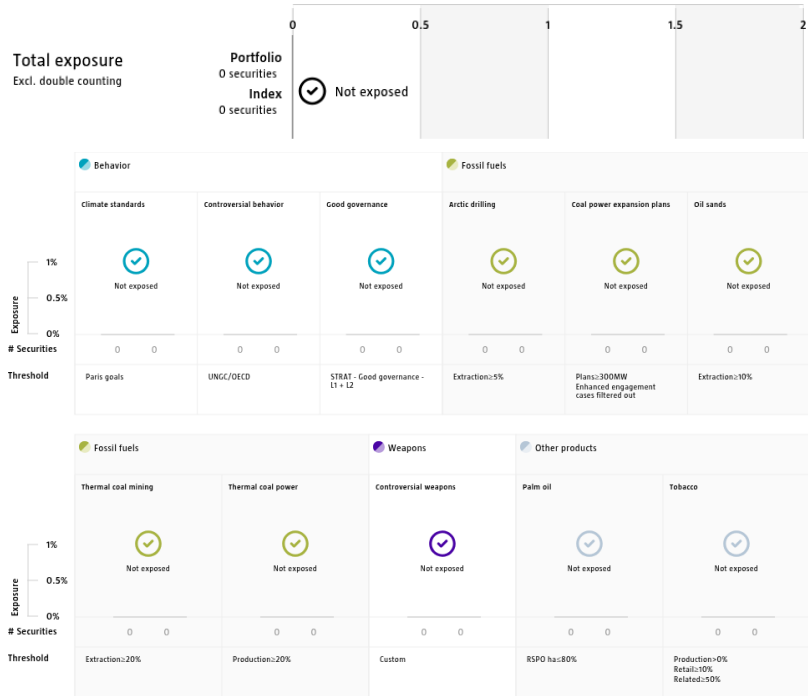 0 0.5 1 1.5 2
Total exposure
Excl. double counting
Portfolio
0 securities
Index
0 securities
Not exposed
Behavior Fossil fuels
Climate standards Controversial behavior Good governance Arctic drilling Coal power expansion plans Oil sands
Exposure
1%
Not exposed Not exposed Not exposed Not exposed Not exposed Not exposed
0.5%
0%
# Securities 0 0 0 0 0 0 0 0 0 0 0 0
Threshold Paris goals UNGC/OECD STRAT - Good governance - Extraction≥5% Plans≥300MW Extraction≥10%
L1 + L2 Enhanced engagement
cases filtered out
Fossil fuels Weapons Other products
Thermal coal mining Thermal coal power Controversial weapons Palm oil Tobacco
Exposure
1%
Not exposed Not exposed Not exposed Not exposed Not exposed
0.5%
0%
# Securities 0 0 0 0 0 0 0 0 0 0
Threshold Extraction≥20% Production≥20% Custom RSPO ha≤80% Production>0%
Retail≥10%
Related≥50%